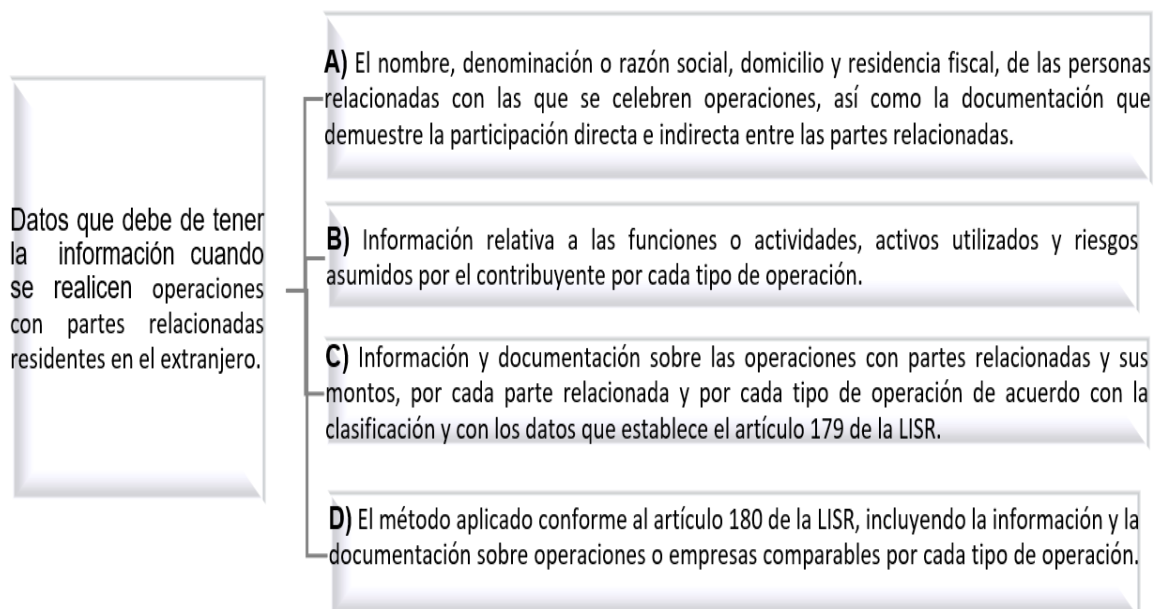 Datos que debe de tener
la información cuando
se realicen operaciones
con partes relacionadas
residentes en el extranjero.
A) El nombre, denominación o razón social, domicilio y residencia fiscal, de las personas
relacionadas con las que se celebren operaciones, así como la documentación que
demuestre la participación directa e indirecta entre las partes relacionadas.
B) Información relativa a las funciones o actividades, activos utilizados y riesgos
asumidos por el contribuyente por cada tipo de operación.
C) Información y documentación sobre las operaciones con partes relacionadas y sus
montos, por cada parte relacionada y por cada tipo de operación de acuerdo con la
clasificación y con los datos que establece el artículo 179 de la LISR.
D) El método aplicado conforme al artículo 180 de la LISR, incluyendo la información y la
documentación sobre operaciones o empresas comparables por cada tipo de operación.